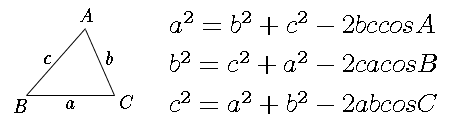 A
c b
B a C
a² = b² + c² − 2bccosA
b² = c² + a² − 2cacosB
c² = a² + b² − 2abcosC